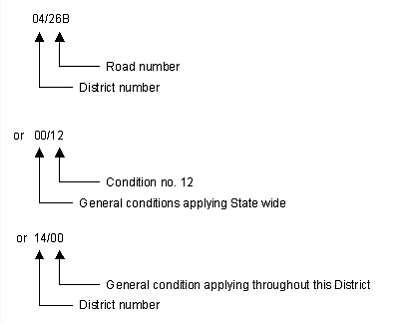 04/26B
Road number
District number
or 00/12
Condition no. 12
General conditions applying State wide
or 14/00
General condition applying throughout this District
District number